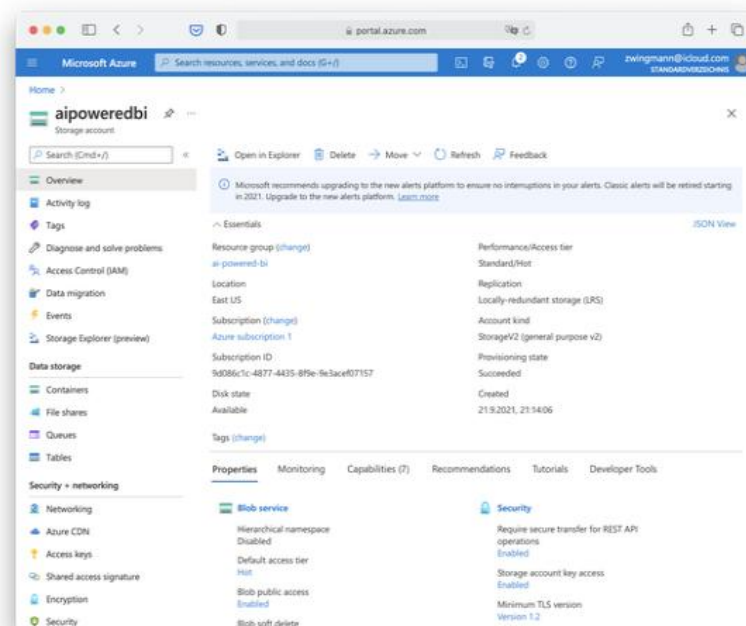 portal.azure.com
Microsoft Azure
Search resources, services, and docs (G+/)
zwingmann@icloud.com
STANDARDVERZEICHNIS
Home >
aipoweredbi
Storage account
Search (Cmd+/)
Open in Explorer Delete Move Refresh Feedback
Overview
Activity log
Tags
Diagnose and solve problems
Access Control (IAM)
Data migration
Events
Storage Explorer (preview)
Data storage
Containers
File shares
Queues
Tables
Security + networking
Networking
Azure CDN
Access keys
Shared access signature
Encryption
Security
Microsoft recommends upgrading to the new alerts platform to ensure no interruptions in your alerts. Classic alerts will be retired starting
in 2021. Upgrade to the new alerts platform. Learn more
Essentials
JSON View
Resource group (change)
ai-powered-bi
Location
East US
Subscription (change)
Azure subscription 1
Subscription ID
9d086c1c-4877-4435-8f9e-9e3acef07157
Disk state
Available
Performance/Access tier
Standard/Hot
Replication
Locally-redundant storage (LRS)
Account kind
StorageV2 (general purpose v2)
Provisioning state
Succeeded
Created
21.9.2021, 21:14:06
Tags (change)
Properties Monitoring Capabilities (7) Recommendations Tutorials Developer Tools
Blob service
Hierarchical namespace
Disabled
Default access tier
Hot
Blob public access
Enabled
Blob soft delete
Security
Require secure transfer for REST API
operations
Enabled
Storage account key access
Enabled
Minimum TLS version
Version 1.2